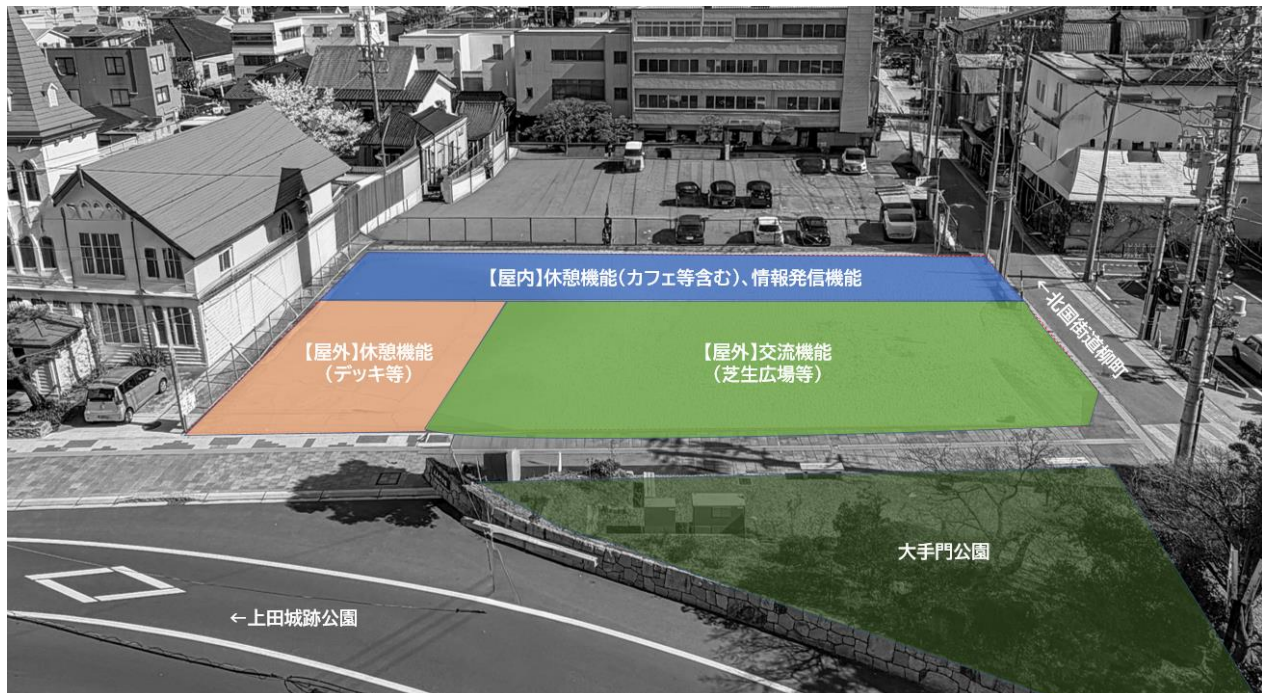 【屋内】休憩機能(カフェ等含む)、情報発信機能
【屋外】休憩機能
(デッキ等)
【屋外】交流機能
(芝生広場等)
←北国街道柳町
大手門公園
←上田城跡公園